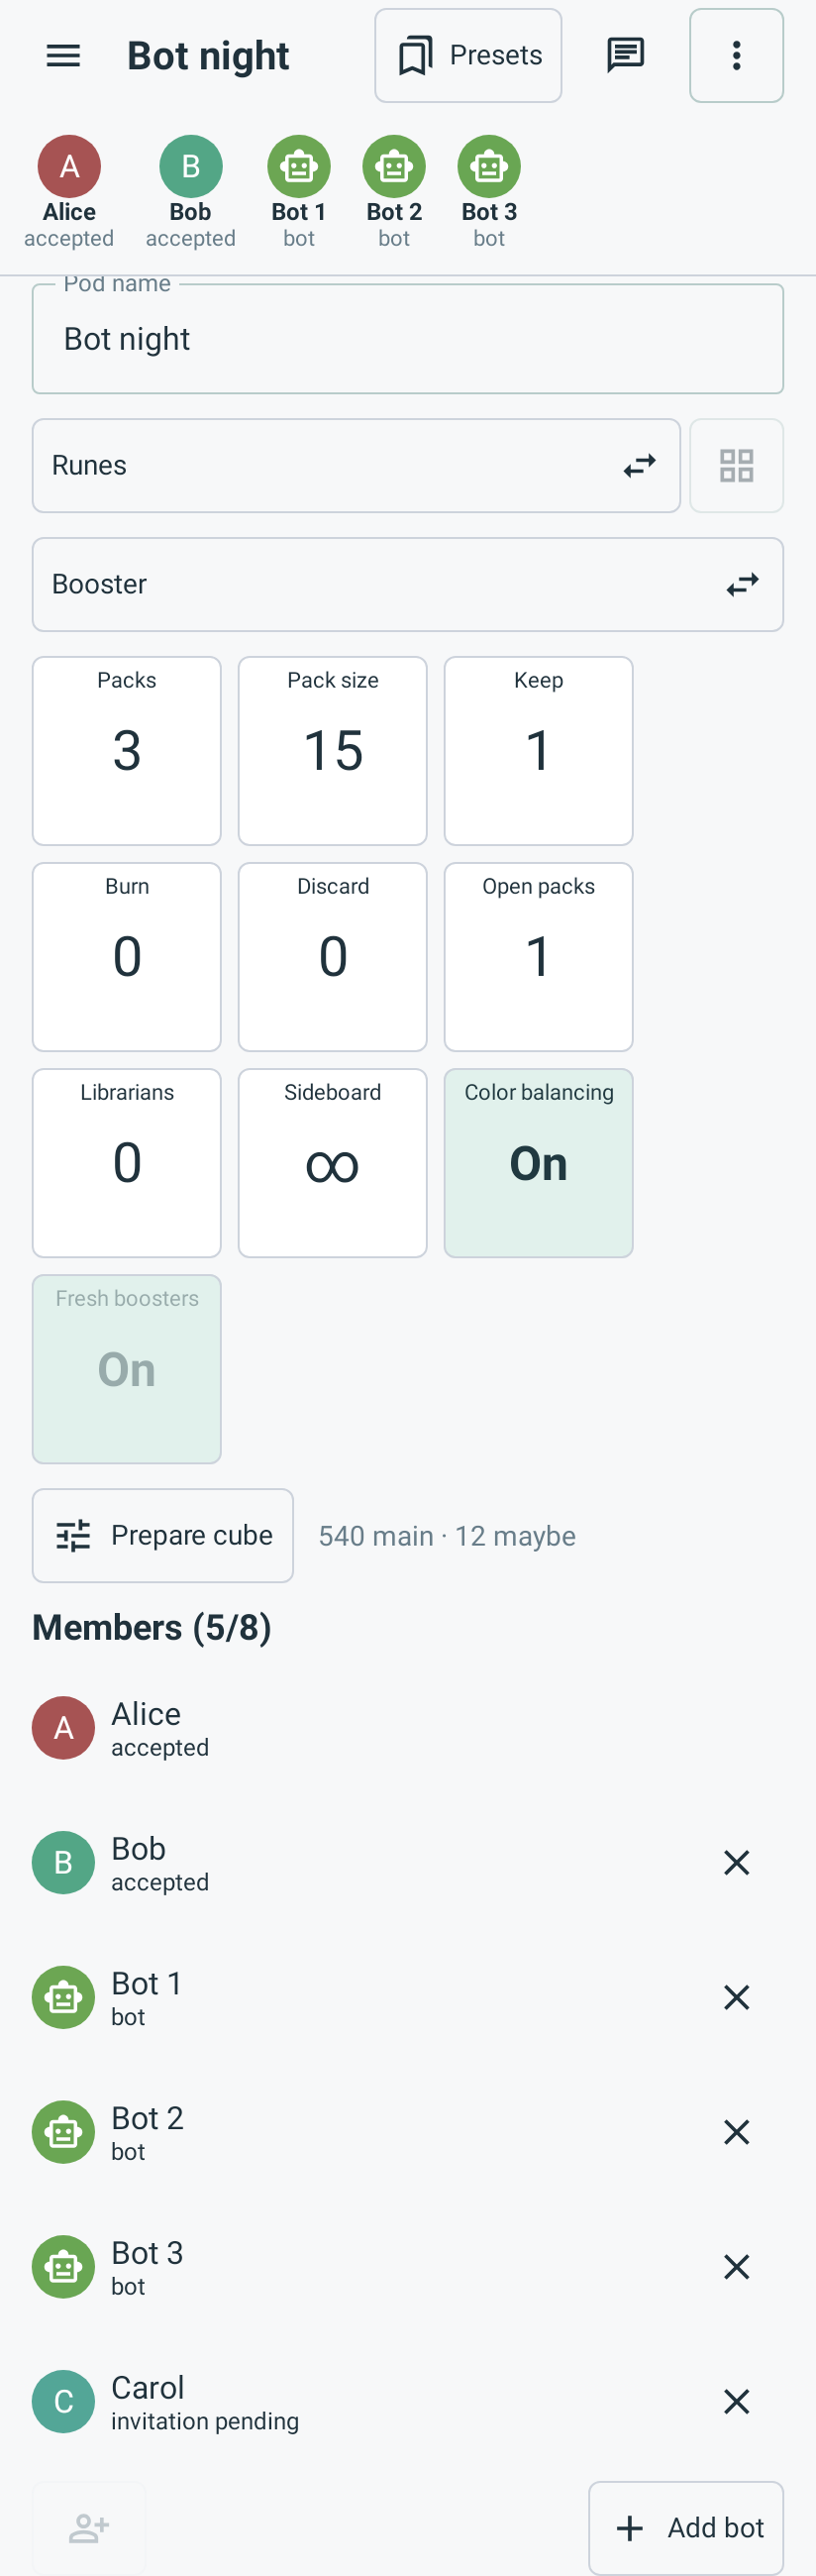 Bot night
Presets
A
B
Alice
Bob
Bot 1
Bot 2
Bot 3
accepted
accepted
bot
bot
bot
Pod name
Bot night
Runes
Booster
Packs
Pack size
Keep
3
15
1
Burn
Discard
Open packs
0
0
1
Librarians
Sideboard
Color balancing
0
∞
On
Fresh boosters
On
Prepare cube
540 main · 12 maybe
Members (5/8)
A
Alice
accepted
B
Bob
accepted
Bot 1
bot
Bot 2
bot
Bot 3
bot
C
Carol
invitation pending
Add bot